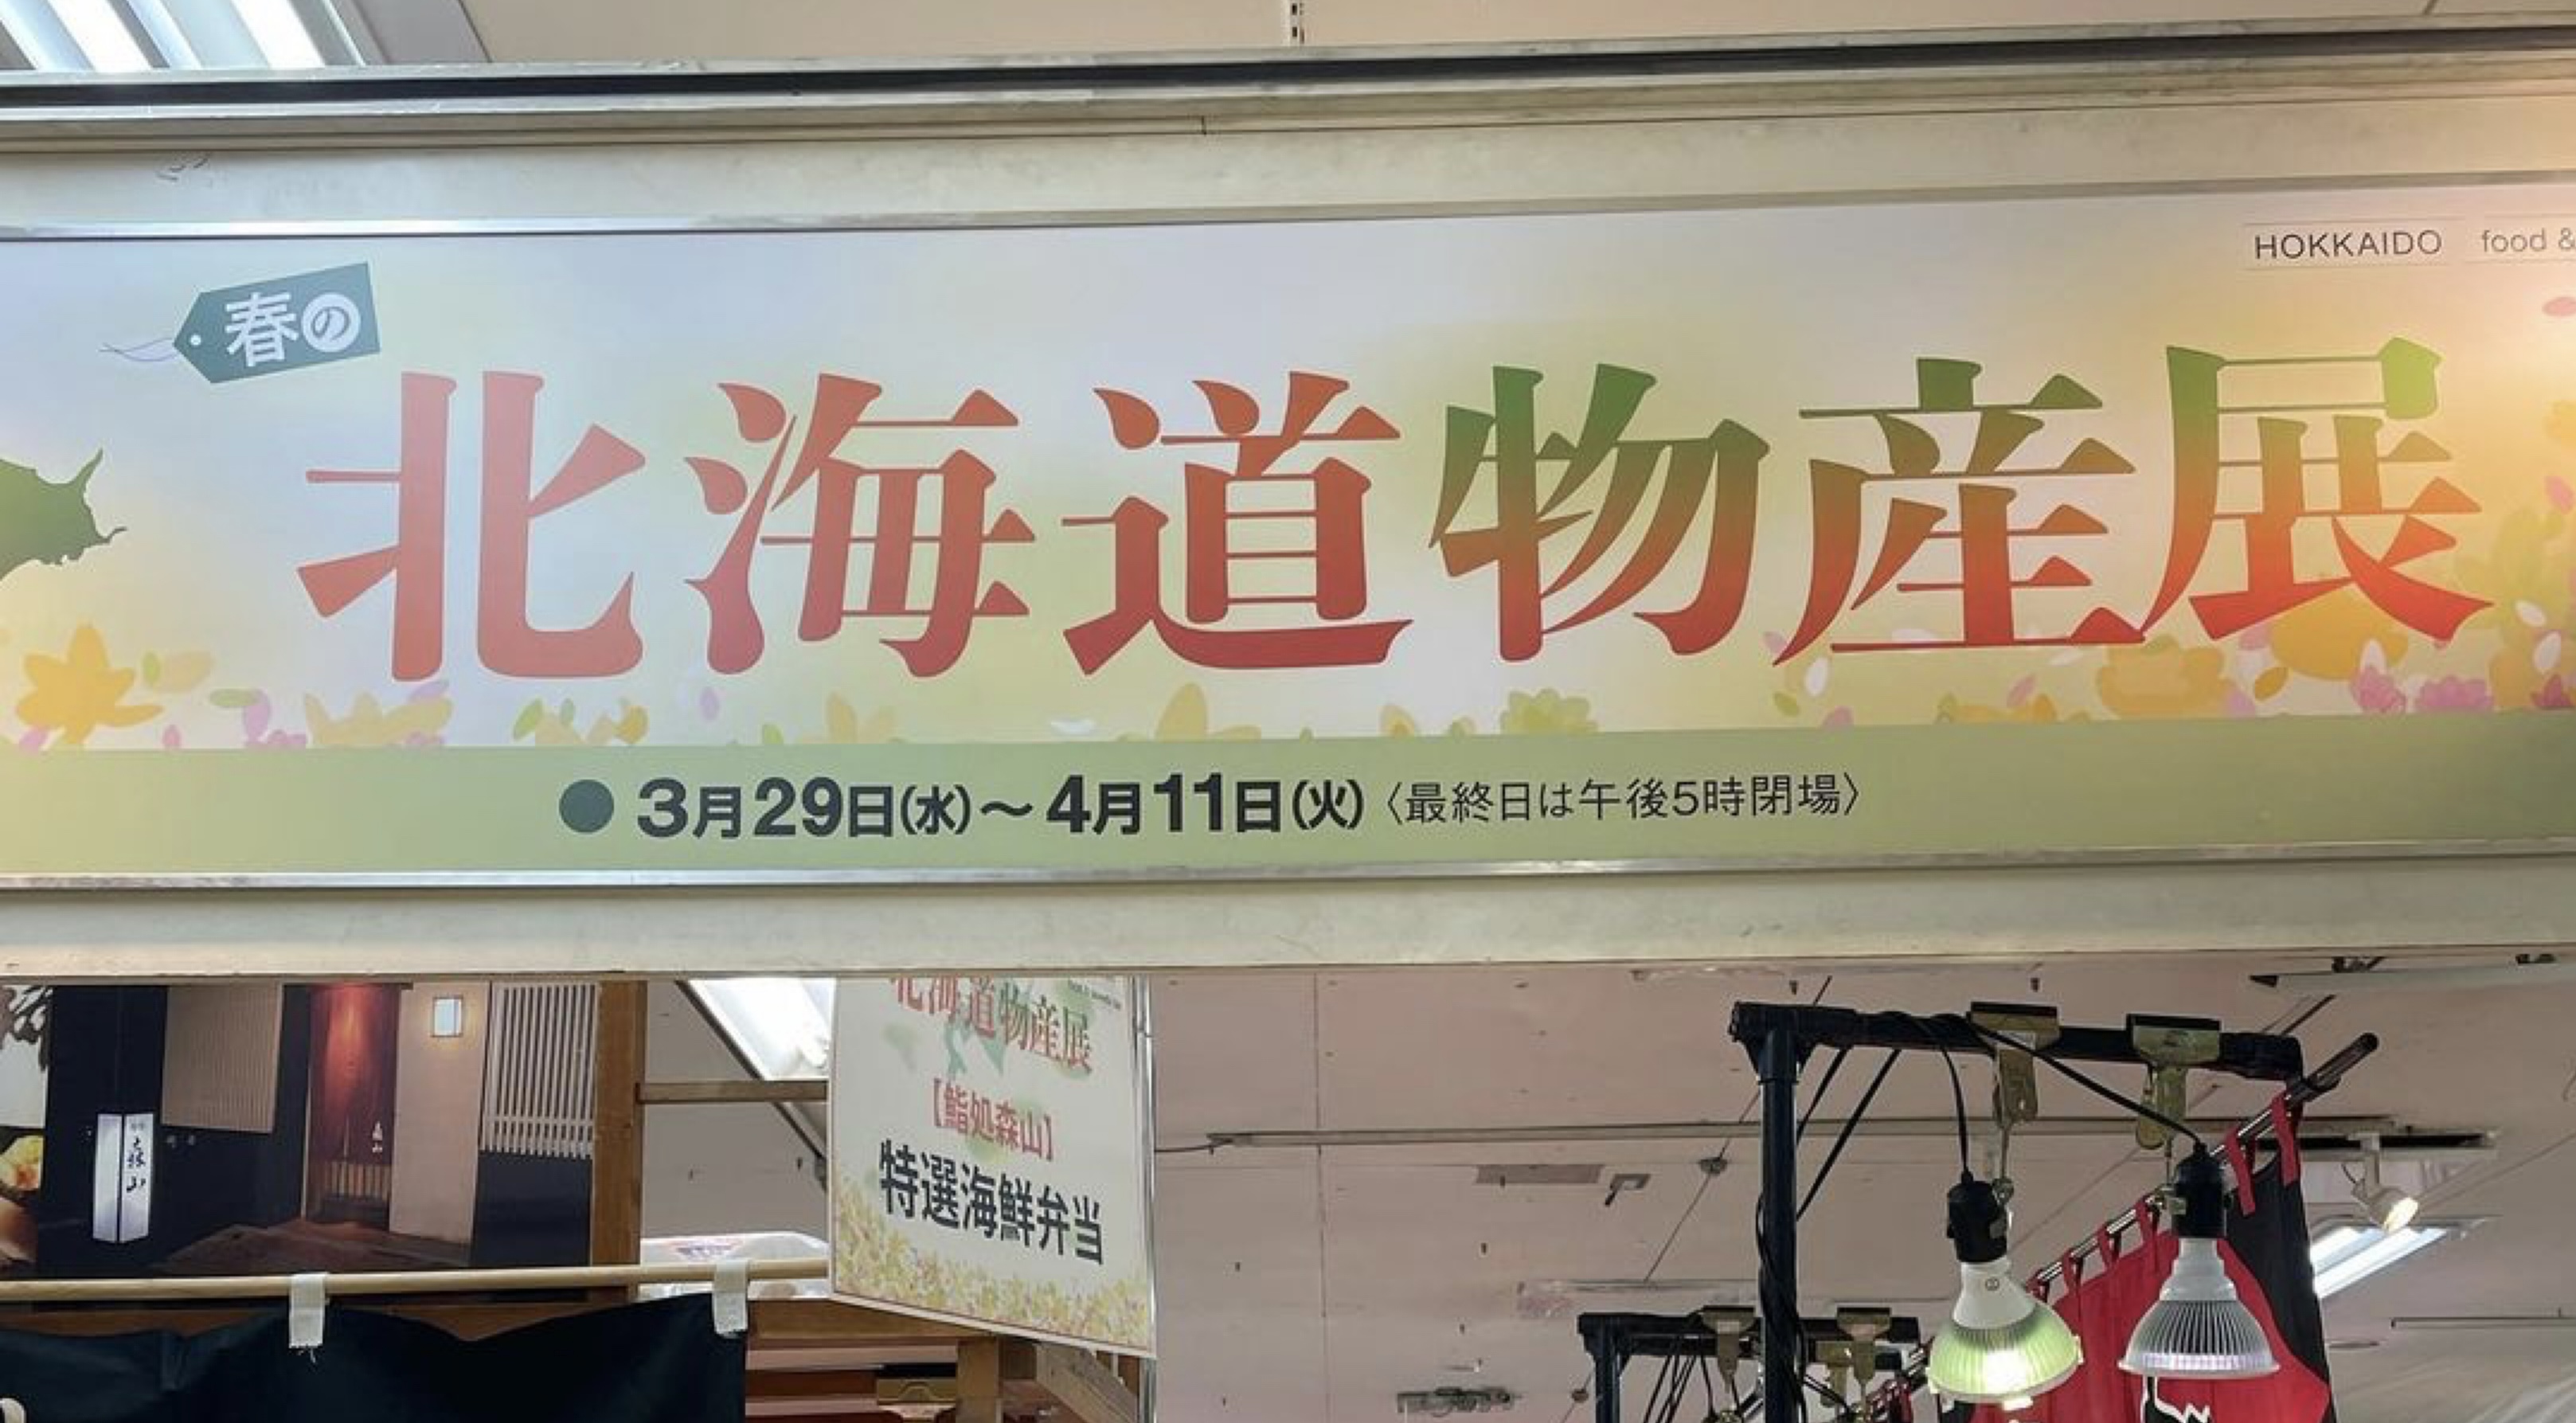 HOKKAIDO food &
春の
北海道物産展
●3月29日(水)〜4月11日(火)〈最終日は午後5時閉場〉
北海道物産展
【鮨処森山】
特選海鮮弁当
森山
森山